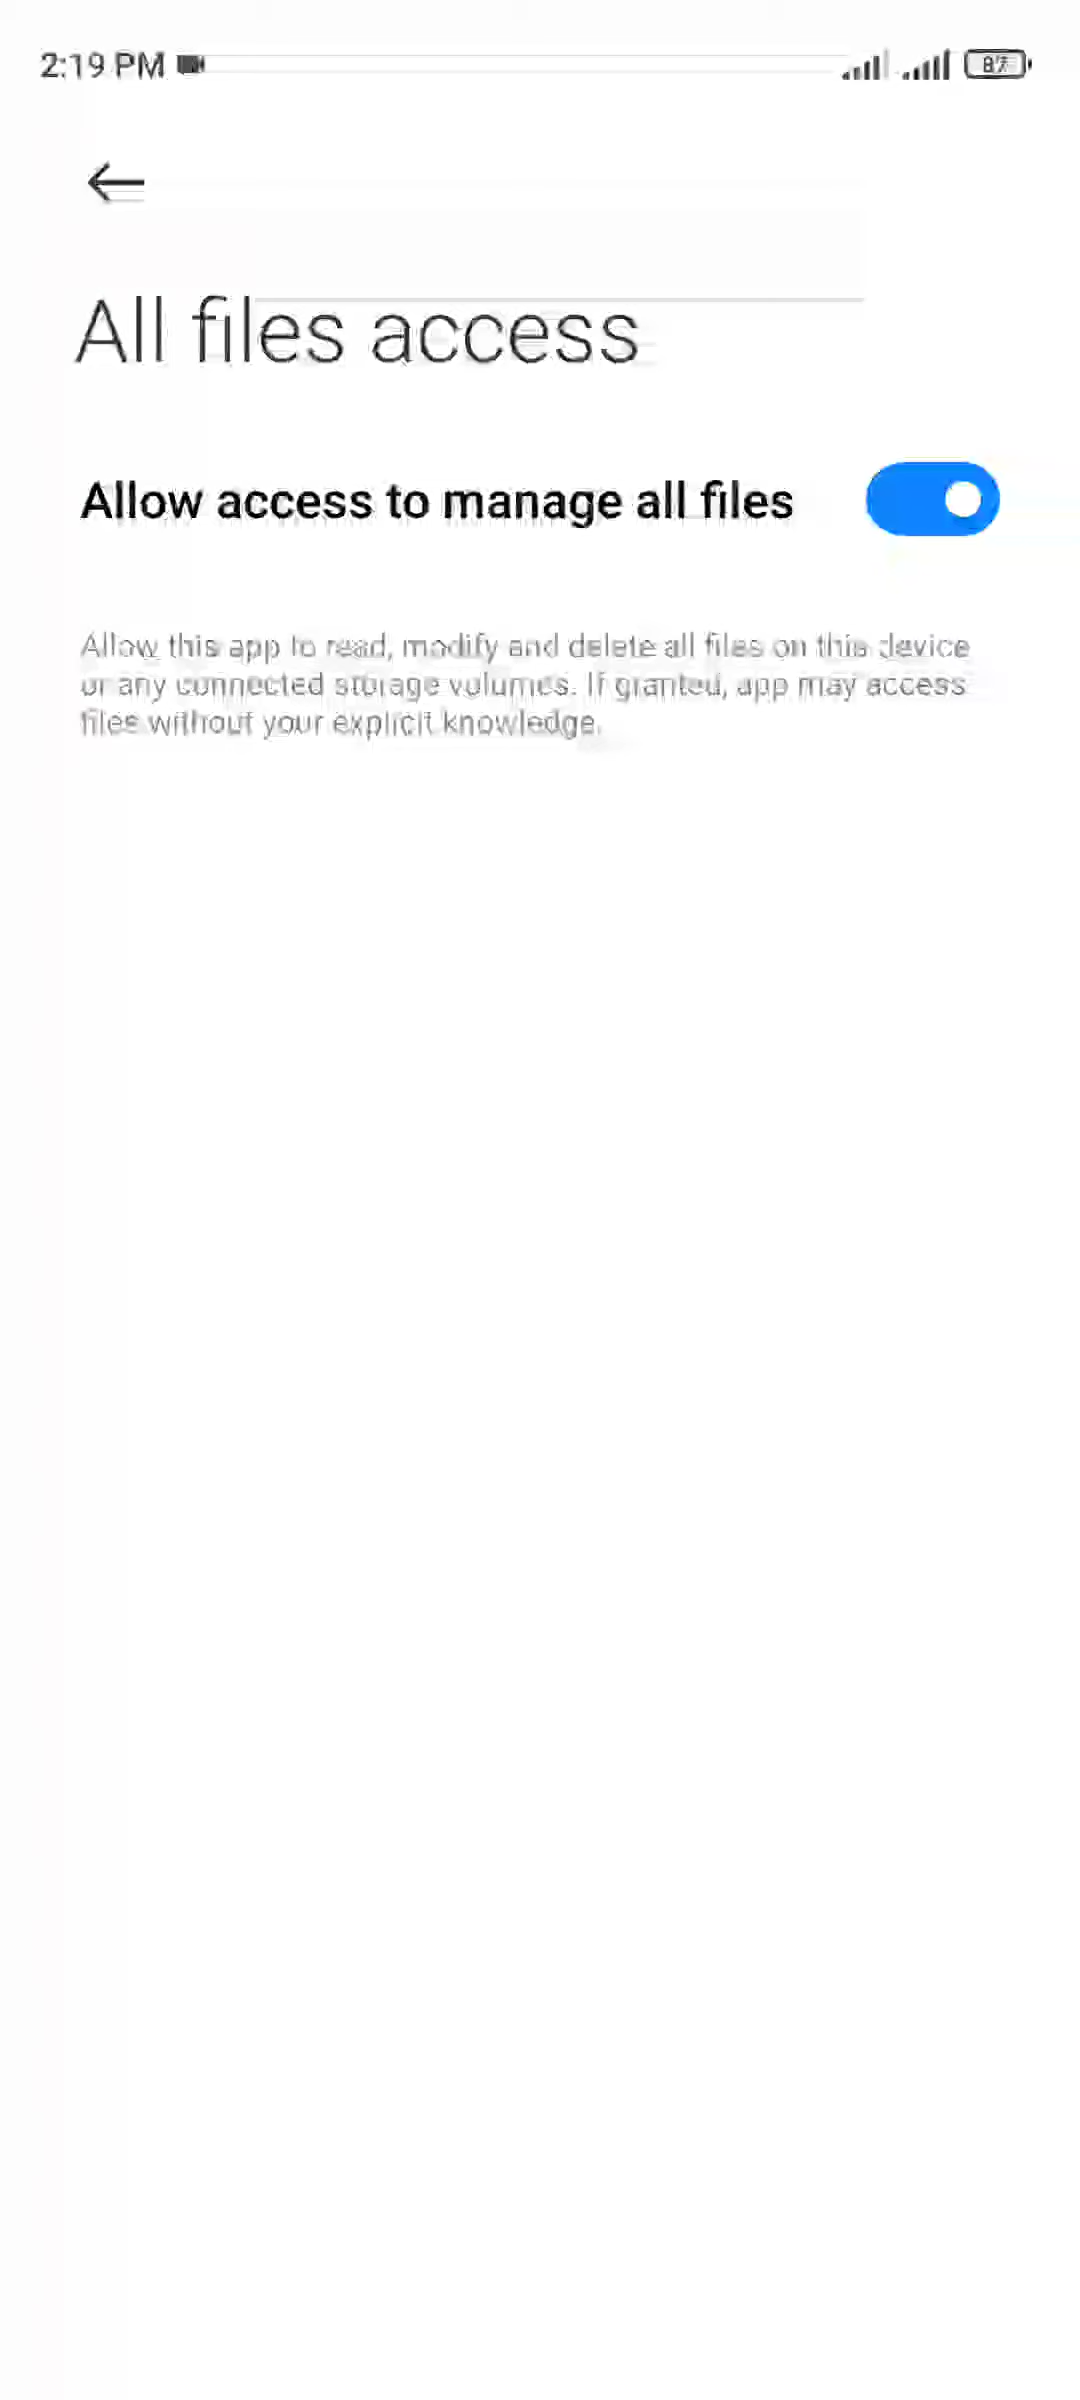 2:19 PM 87
All files access
Allow access to manage all files
Allow this app to read, modify and delete all files on this device
or any connected storage volumes. If granted, app may access
files without your explicit knowledge.